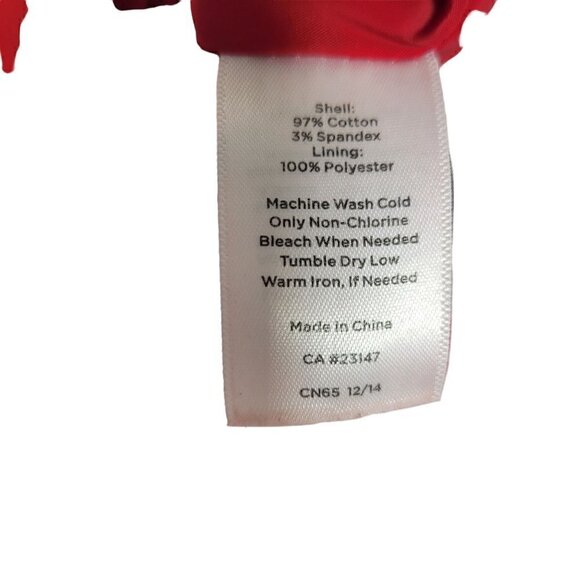 Shell:
97% Cotton
3% Spandex
Lining:
100% Polyester
Machine Wash Cold
Only Non-Chlorine
Bleach When Needed
Tumble Dry Low
Warm Iron, If Needed
Made in China
CA #23147
CN65 12/14